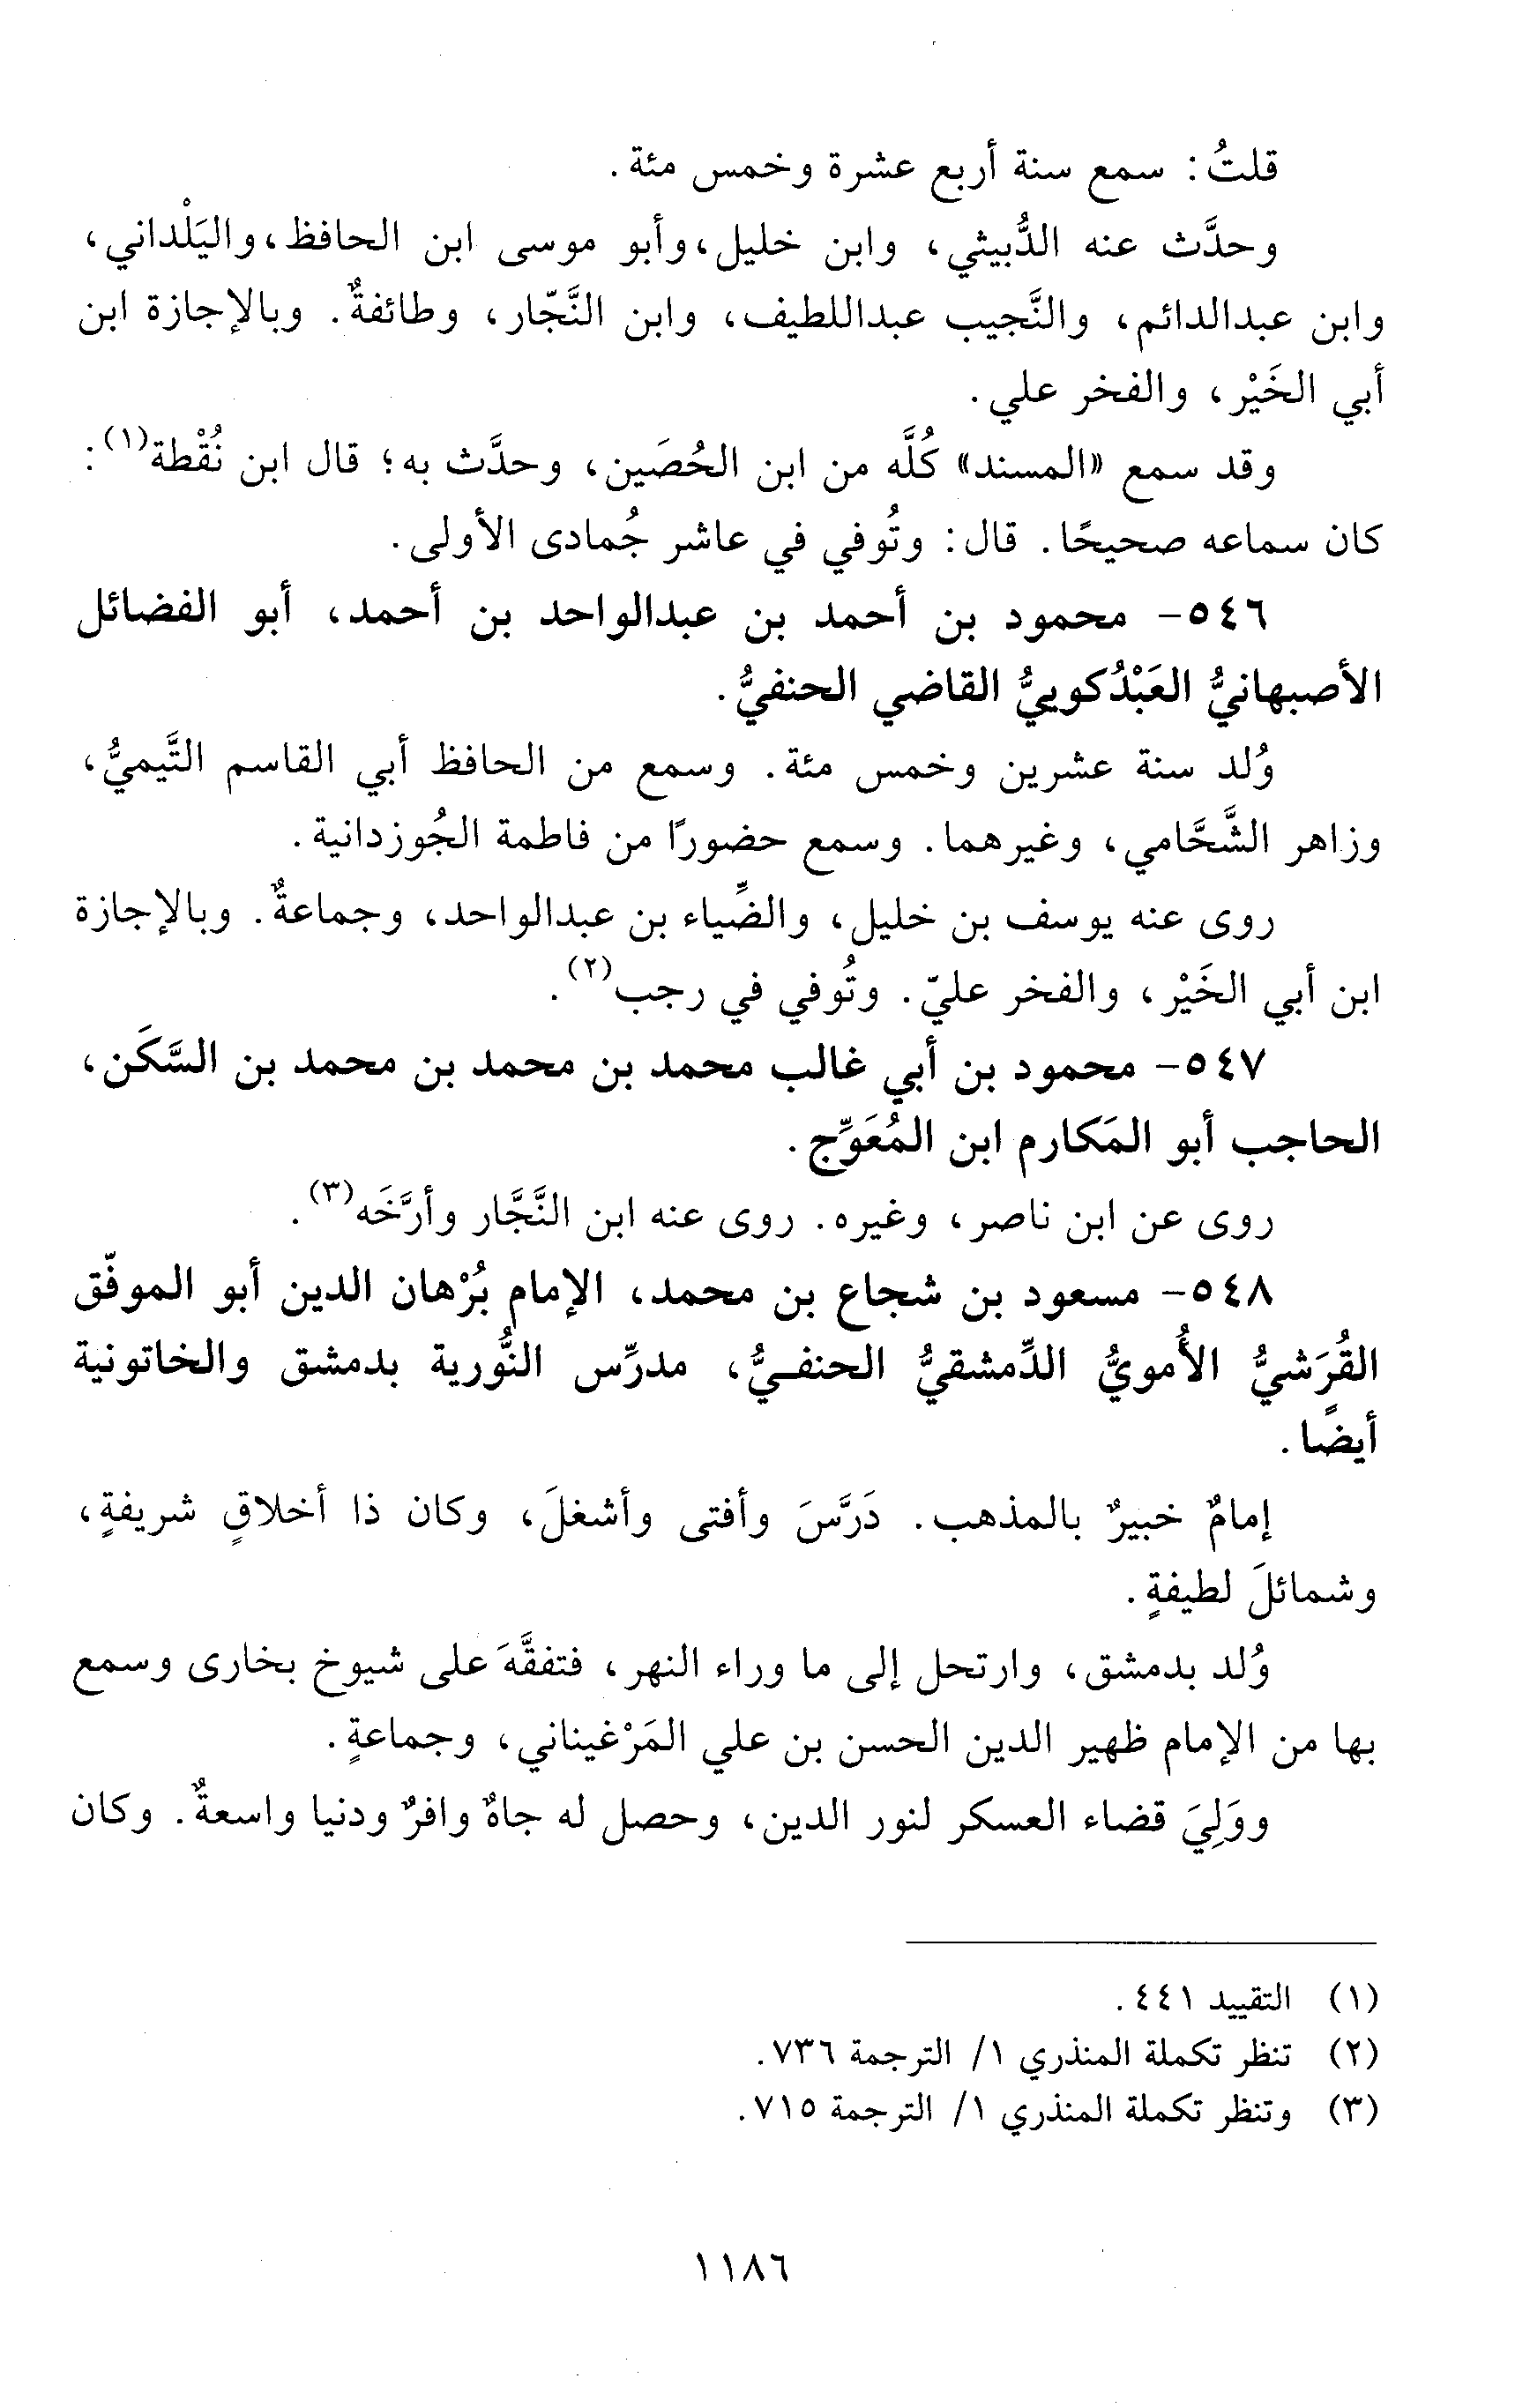 قلتُ: سمع سنة أربع عشرة وخمس مئة.
وحدَّث عنه الدُّبيثي، وابن خليل، وأبو موسى ابن الحافظ، واليَلْداني،
وابن عبدالدائم، والنَّجيب عبداللطيف، وابن النَّجّار، وطائفةٌ. وبالإجازة ابن
أبي الخَيْر، والفخر علي.
وقد سمع «المسند» كُلَّه من ابن الحُصَين، وحدَّث به؛ قال ابن نُقْطة(١):
كان سماعه صحيحًا. قال: وتُوفي في عاشر جُمادى الأولى.
٥٤٦- محمود بن أحمد بن عبدالواحد بن أحمد، أبو الفضائل
الأصبهانيُّ العَبْدُكوييُّ القاضي الحنفيُّ.
وُلد سنة عشرين وخمس مئة. وسمع من الحافظ أبي القاسم التَّيميُّ،
وزاهر الشَّحَّامي، وغيرهما. وسمع حضورًا من فاطمة الجُوزدانية.
روى عنه يوسف بن خليل، والضِّياء بن عبدالواحد، وجماعةٌ. وبالإجازة
ابن أبي الخَيْر، والفخر عليّ. وتُوفي في رجب(٢).
٥٤٧- محمود بن أبي غالب محمد بن محمد بن محمد بن السَّكَن،
الحاجب أبو المَكارم ابن المُعَوِّج.
روى عن ابن ناصر، وغيره. روى عنه ابن النَّجَّار وأرَّخَه(٣).
٥٤٨- مسعود بن شجاع بن محمد، الإمام بُرْهان الدين أبو الموفّق
القُرَشيُّ الأُمويُّ الدِّمشقيُّ الحنفيُّ، مدرِّس النُّورية بدمشق والخاتونية
أيضًا.
إمامٌ خبيرٌ بالمذهب. دَرَّسَ وأفتى وأشغلَ، وكان ذا أخلاقٍ شريفةٍ،
وشمائلَ لطيفةٍ.
وُلد بدمشق، وارتحل إلى ما وراء النهر، فتفقَّهَ على شيوخ بخارى وسمع
بها من الإمام ظهير الدين الحسن بن علي المَرْغيناني، وجماعةٍ.
ووَلِيَ قضاء العسكر لنور الدين، وحصل له جاهٌ وافرٌ ودنيا واسعةٌ. وكان
(١) التقييد ٤٤١.
(٢) تنظر تكملة المنذري ١/ الترجمة ٧٣٦.
(٣) وتنظر تكملة المنذري ١/ الترجمة ٧١٥.
١١٨٦